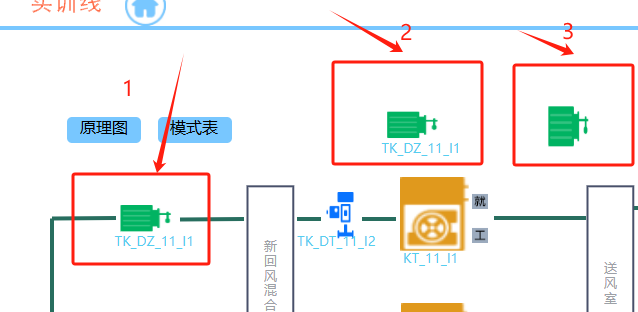 实训线
1
2
3
原理图
模式表
TK_DZ_11_I1
TK_DZ_11_I1
TK_DT_11_I2
KT_11_I1
就
工
新回风混合
送风室